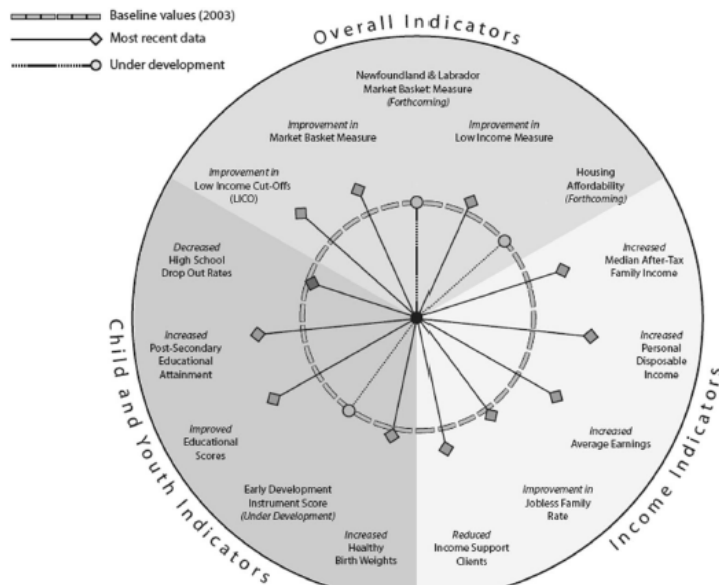 Baseline values (2003)
Most recent data
Under development
Overall Indicators
Newfoundland & Labrador
Market Basket Measure
(Forthcoming)
Improvement in
Market Basket Measure
Improvement in
Low Income Measure
Improvement in
Low Income Cut-Offs
(LICO)
Housing
Affordability
(Forthcoming)
Decreased
High School
Drop Out Rates
Increased
Median After-Tax
Family Income
Increased
Post-Secondary
Educational
Attainment
Increased
Personal
Disposable
Income
Improved
Educational
Scores
Increased
Average Earnings
Early Development
Instrument Score
(Under Development)
Improvement in
Jobless Family
Rate
Increased
Healthy
Birth Weights
Reduced
Income Support
Clients
Child and Youth Indicators
Income Indicators